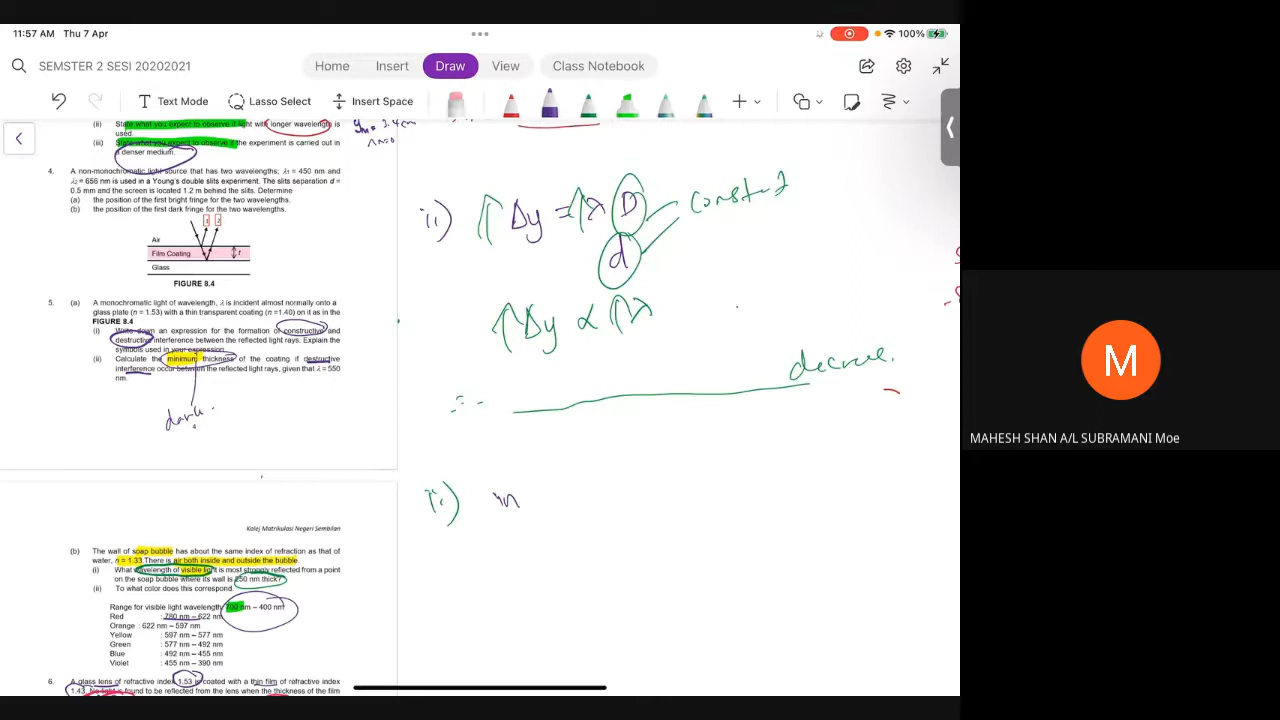 11:57 AM Thu 7 Apr
100%
SEMSTER 2 SESI 20202021
Home
Insert
Draw
View
Class Notebook
Text Mode
Lasso Select
Insert Space
(ii) State what you expect to observe if light with longer wavelength is
used.
(iii) State what you expect to observe if the experiment is carried out in
a denser medium.
4. A non-monochromatic light source that has two wavelengths; λ1 = 450 nm and
λ2 = 656 nm is used in a Young's double slits experiment. The slits separation d =
0.5 mm and the screen is located 1.2 m behind the slits. Determine
(a) the position of the first bright fringe for the two wavelengths.
(b) the position of the first dark fringe for the two wavelengths.
1 2
Air
Film Coating
t
Glass
FIGURE 8.4
5. (a) A monochromatic light of wavelength, λ is incident almost normally onto a
glass plate (n = 1.53) with a thin transparent coating (n =1.40) on it as in the
FIGURE 8.4
(i) Write down an expression for the formation of constructive and
destructive interference between the reflected light rays. Explain the
symbols used in your expression.
(ii) Calculate the minimum thickness of the coating if destructive
interference occur between the reflected light rays, given that λ = 550
nm.
dark
Kolej Matrikulasi Negeri Sembilan
(b) The wall of soap bubble has about the same index of refraction as that of
water, n = 1.33.There is air both inside and outside the bubble.
(i) What wavelength of visible light is most strongly reflected from a point
on the soap bubble where its wall is 250 nm thick?
(ii) To what color does this correspond.
Range for visible light wavelength 700 nm – 400 nm
Red : 780 nm – 622 nm
Orange : 622 nm – 597 nm
Yellow : 597 nm – 577 nm
Green : 577 nm – 492 nm
Blue : 492 nm – 455 nm
Violet : 455 nm – 390 nm
6. A glass lens of refractive index 1.53 is coated with a thin film of refractive index
1.43. No light is found to be reflected from the lens when the thickness of the film
ii) ↑ Δy = ↑ λ D
d
constant
↑ Δy ∝ ↑ λ
M
MAHESH SHAN A/L SUBRAMANI Moe